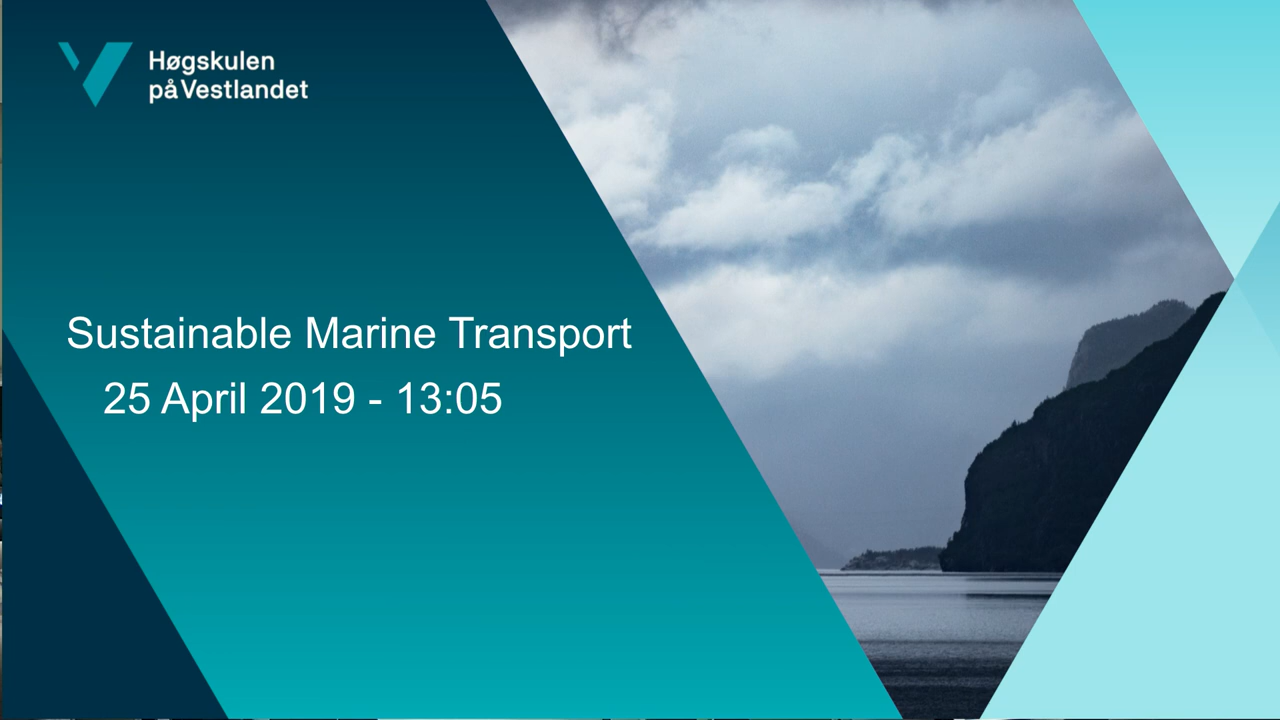 Høgskulen
på Vestlandet
Sustainable Marine Transport
25 April 2019 - 13:05